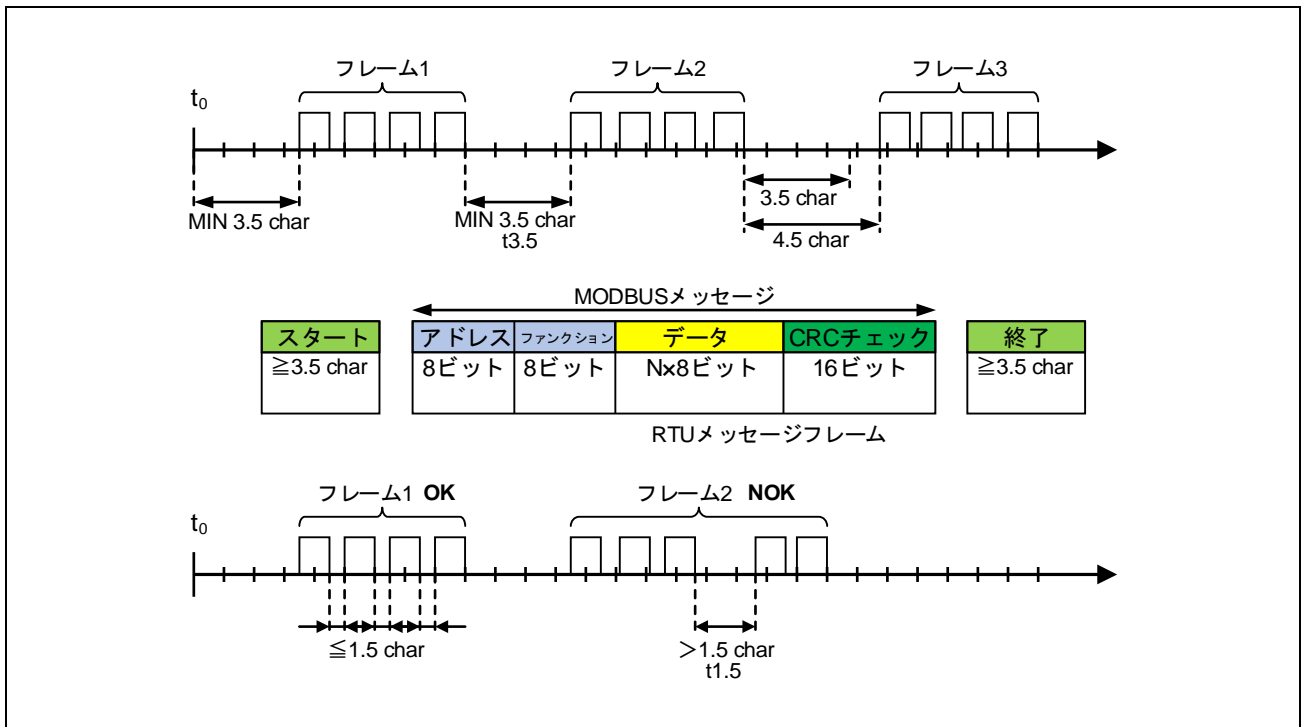 フレーム1
フレーム2
フレーム3
t0
MIN 3.5 char
MIN 3.5 char
t3.5
3.5 char
4.5 char
MODBUSメッセージ
スタート
≧3.5 char
アドレス ファンクション データ CRCチェック
8ビット 8ビット N×8ビット 16ビット
終了
≧3.5 char
RTUメッセージフレーム
フレーム1 OK
フレーム2 NOK
t0
≦1.5 char
>1.5 char
t1.5